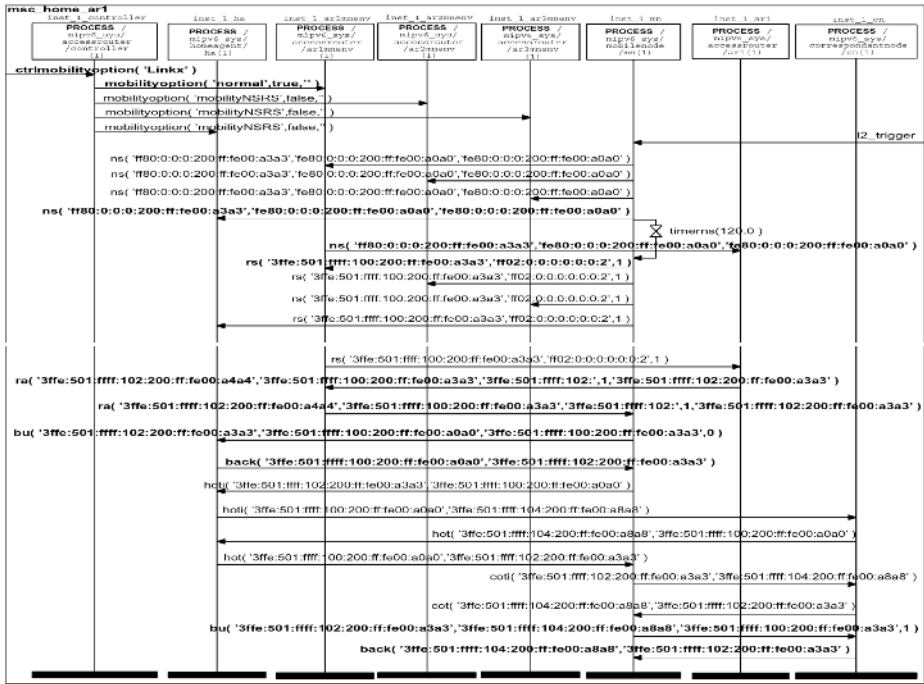 msc_home_ar1
inst_1_controller inst_1_ha inst_1_ar1mnenv inst_1_ar2mnenv inst_1_ar3mnenv inst_1_mn inst_1_ar1 inst_1_cn
PROCESS / PROCESS / PROCESS / PROCESS / PROCESS / PROCESS / PROCESS / PROCESS /
mipv6_sys/ mipv6_sys/ mipv6_sys/ mipv6_sys/ mipv6_sys/ mipv6_sys/ mipv6_sys/ mipv6_sys/
accessrouter homeagent/ accessrouter/ accessrouter/ accessrouter/ mobilenode/ accessrouter/ correspondantnode
/controller ha(1) mn(1) ar1(1) /cn(1)
(1) (1) (1) (1)
ctrlmobilityoption( 'Linkx' )
mobilityoption( 'normal',true,'' )
mobilityoption( 'mobilityNSRS',false,'' )
mobilityoption( 'mobilityNSRS',false,'' )
mobilityoption( 'mobilityNSRS',false,'' )
l2_trigger
ns( 'ff80:0:0:0:200:ff:fe00:a3a3','fe80:0:0:0:200:ff:fe00:a0a0','fe80:0:0:0:200:ff:fe00:a0a0' )
ns( 'ff80:0:0:0:200:ff:fe00:a3a3','fe80:0:0:0:200:ff:fe00:a0a0','fe80:0:0:0:200:ff:fe00:a0a0' )
ns( 'ff80:0:0:0:200:ff:fe00:a3a3','fe80:0:0:0:200:ff:fe00:a0a0','fe80:0:0:0:200:ff:fe00:a0a0' )
ns( 'ff80:0:0:0:200:ff:fe00:a3a3','fe80:0:0:0:200:ff:fe00:a0a0','fe80:0:0:0:200:ff:fe00:a0a0' )
timerns(120.0 )
ns( 'ff80:0:0:0:200:ff:fe00:a3a3','fe80:0:0:0:200:ff:fe00:a0a0','fe80:0:0:0:200:ff:fe00:a0a0' )
rs( '3ffe:501:ffff:100:200:ff:fe00:a3a3','ff02:0:0:0:0:0:0:2',1 )
rs( '3ffe:501:ffff:100:200:ff:fe00:a3a3','ff02:0:0:0:0:0:0:2',1 )
rs( '3ffe:501:ffff:100:200:ff:fe00:a3a3','ff02:0:0:0:0:0:0:2',1 )
rs( '3ffe:501:ffff:100:200:ff:fe00:a3a3','ff02:0:0:0:0:0:0:2',1 )
rs( '3ffe:501:ffff:100:200:ff:fe00:a3a3','ff02:0:0:0:0:0:0:2',1 )
ra( '3ffe:501:ffff:102:200:ff:fe00:a4a4','3ffe:501:ffff:100:200:ff:fe00:a3a3','3ffe:501:ffff:102:',1,'3ffe:501:ffff:102:200:ff:fe00:a3a3' )
ra( '3ffe:501:ffff:102:200:ff:fe00:a4a4','3ffe:501:ffff:100:200:ff:fe00:a3a3','3ffe:501:ffff:102:',1,'3ffe:501:ffff:102:200:ff:fe00:a3a3' )
bu( '3ffe:501:ffff:102:200:ff:fe00:a3a3','3ffe:501:ffff:100:200:ff:fe00:a0a0','3ffe:501:ffff:100:200:ff:fe00:a3a3',0 )
back( '3ffe:501:ffff:100:200:ff:fe00:a0a0','3ffe:501:ffff:102:200:ff:fe00:a3a3' )
hoti( '3ffe:501:ffff:102:200:ff:fe00:a3a3','3ffe:501:ffff:100:200:ff:fe00:a0a0' )
hoti( '3ffe:501:ffff:100:200:ff:fe00:a0a0','3ffe:501:ffff:104:200:ff:fe00:a8a8' )
hot( '3ffe:501:ffff:104:200:ff:fe00:a8a8','3ffe:501:ffff:100:200:ff:fe00:a0a0' )
hot( '3ffe:501:ffff:100:200:ff:fe00:a0a0','3ffe:501:ffff:102:200:ff:fe00:a3a3' )
coti( '3ffe:501:ffff:102:200:ff:fe00:a3a3','3ffe:501:ffff:104:200:ff:fe00:a8a8' )
cot( '3ffe:501:ffff:104:200:ff:fe00:a8a8','3ffe:501:ffff:102:200:ff:fe00:a3a3' )
bu( '3ffe:501:ffff:102:200:ff:fe00:a3a3','3ffe:501:ffff:104:200:ff:fe00:a8a8','3ffe:501:ffff:100:200:ff:fe00:a3a3',1 )
back( '3ffe:501:ffff:104:200:ff:fe00:a8a8','3ffe:501:ffff:102:200:ff:fe00:a3a3' )